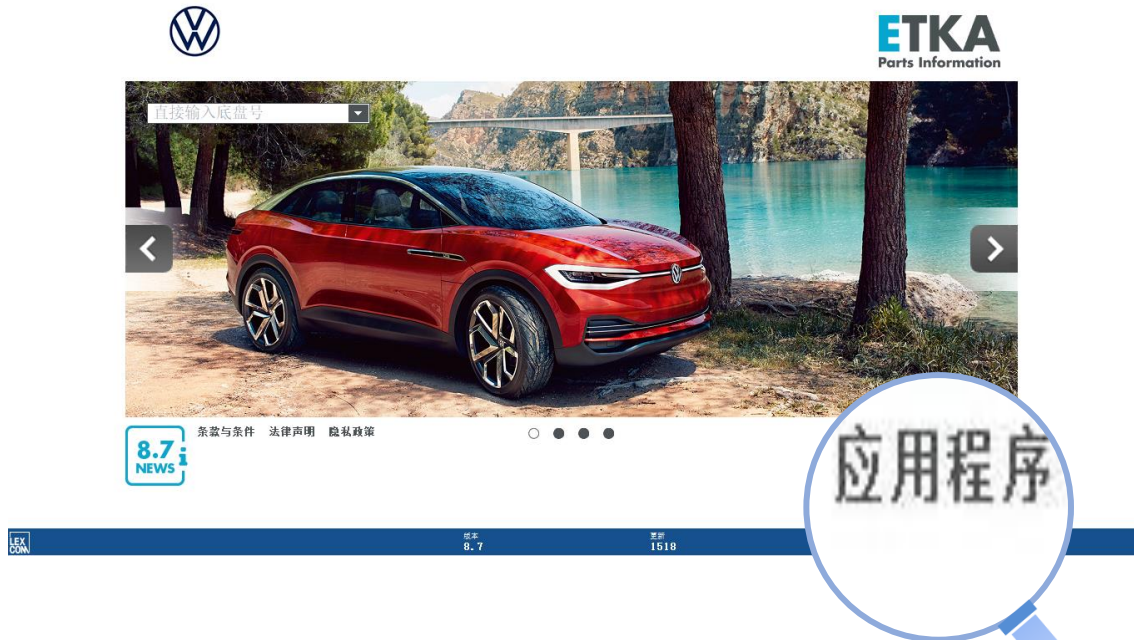 ETKA
Parts Information
直接输入底盘号
8.7
NEWS
i
条款与条件 法律声明 隐私政策
应用程序
LEX
COM
版本
8.7
更新
1518